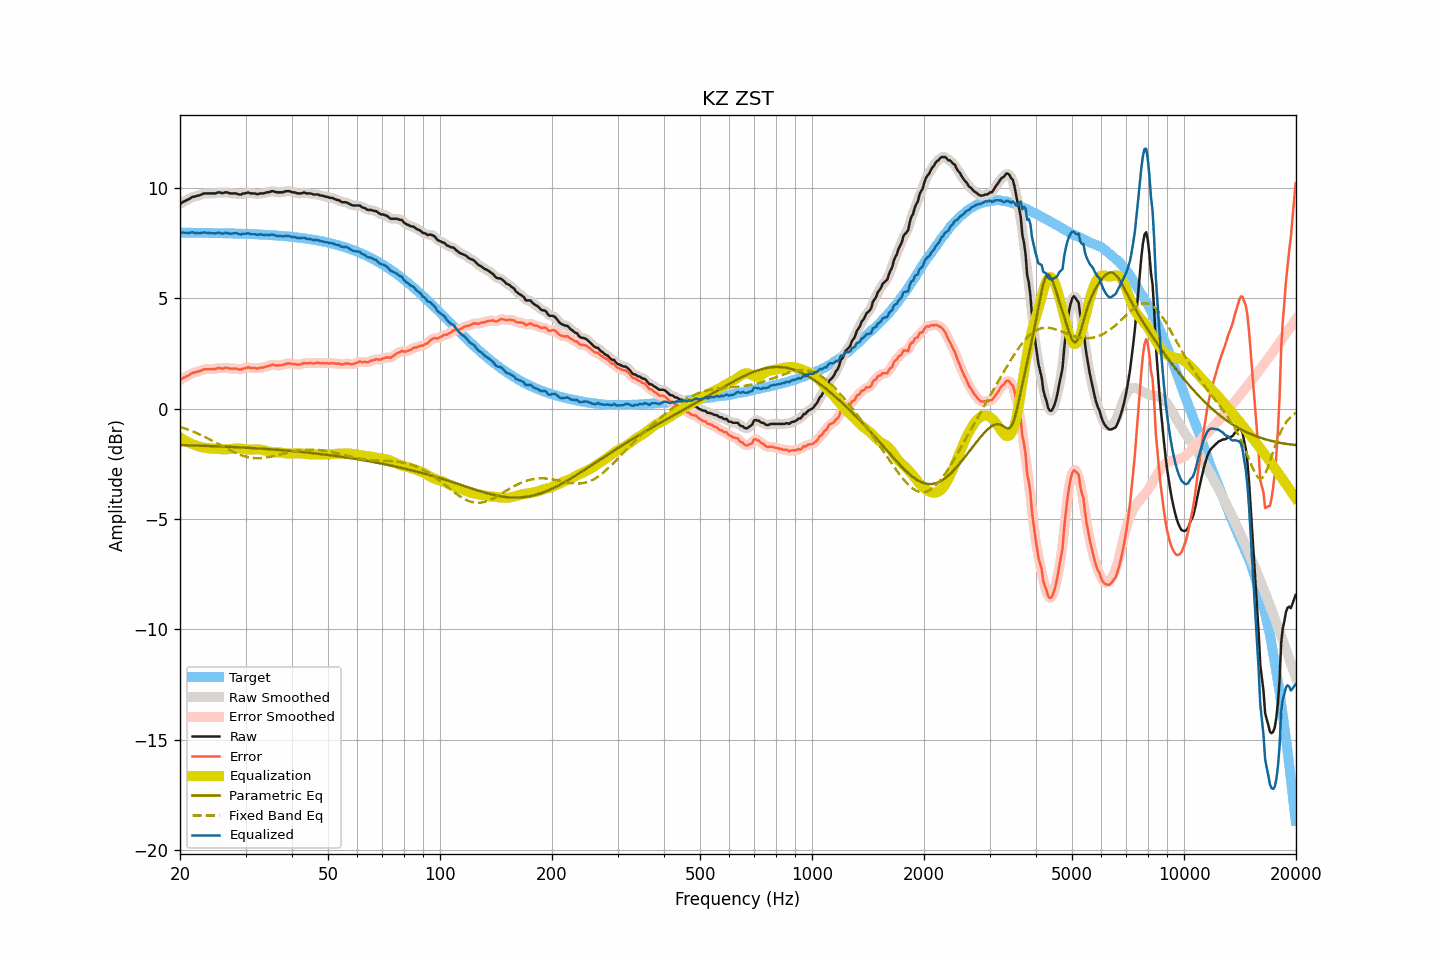 KZ ZST
Amplitude (dBr)
10
5
0
−5
−10
−15
−20
Target
Raw Smoothed
Error Smoothed
Raw
Error
Equalization
Parametric Eq
Fixed Band Eq
Equalized
20 50 100 200 500 1000 2000 5000 10000 20000
Frequency (Hz)